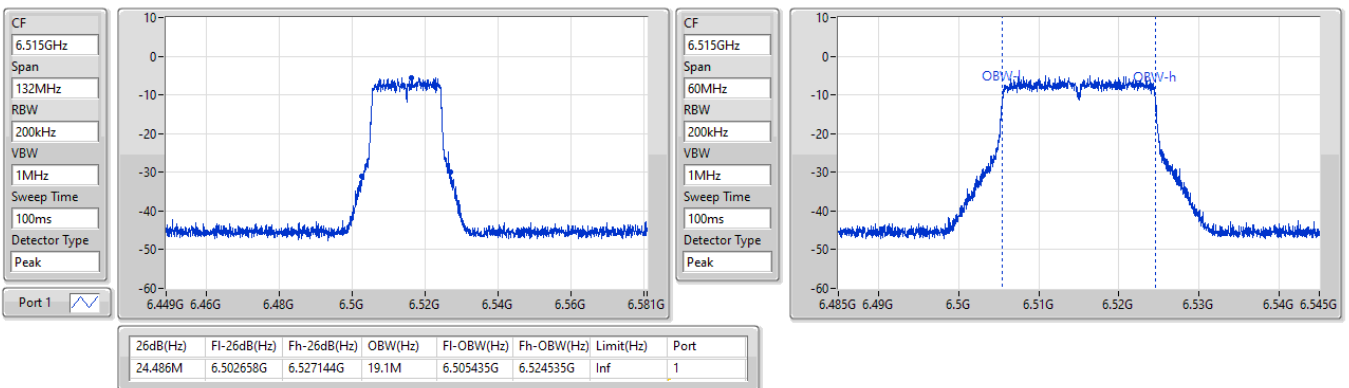 CF
6.515GHz
Span
132MHz
RBW
200kHz
VBW
1MHz
Sweep Time
100ms
Detector Type
Peak
Port 1
10
0
-10
-20
-30
-40
-50
-60
6.449G 6.46G 6.48G 6.5G 6.52G 6.54G 6.56G 6.581G
CF
6.515GHz
Span
60MHz
RBW
200kHz
VBW
1MHz
Sweep Time
100ms
Detector Type
Peak
10
0
-10
-20
-30
-40
-50
-60
OBW-l OBW-h
6.485G 6.49G 6.5G 6.51G 6.52G 6.53G 6.54G 6.545G
26dB(Hz) Fl-26dB(Hz) Fh-26dB(Hz) OBW(Hz) Fl-OBW(Hz) Fh-OBW(Hz) Limit(Hz) Port
24.486M 6.502658G 6.527144G 19.1M 6.505435G 6.524535G Inf 1